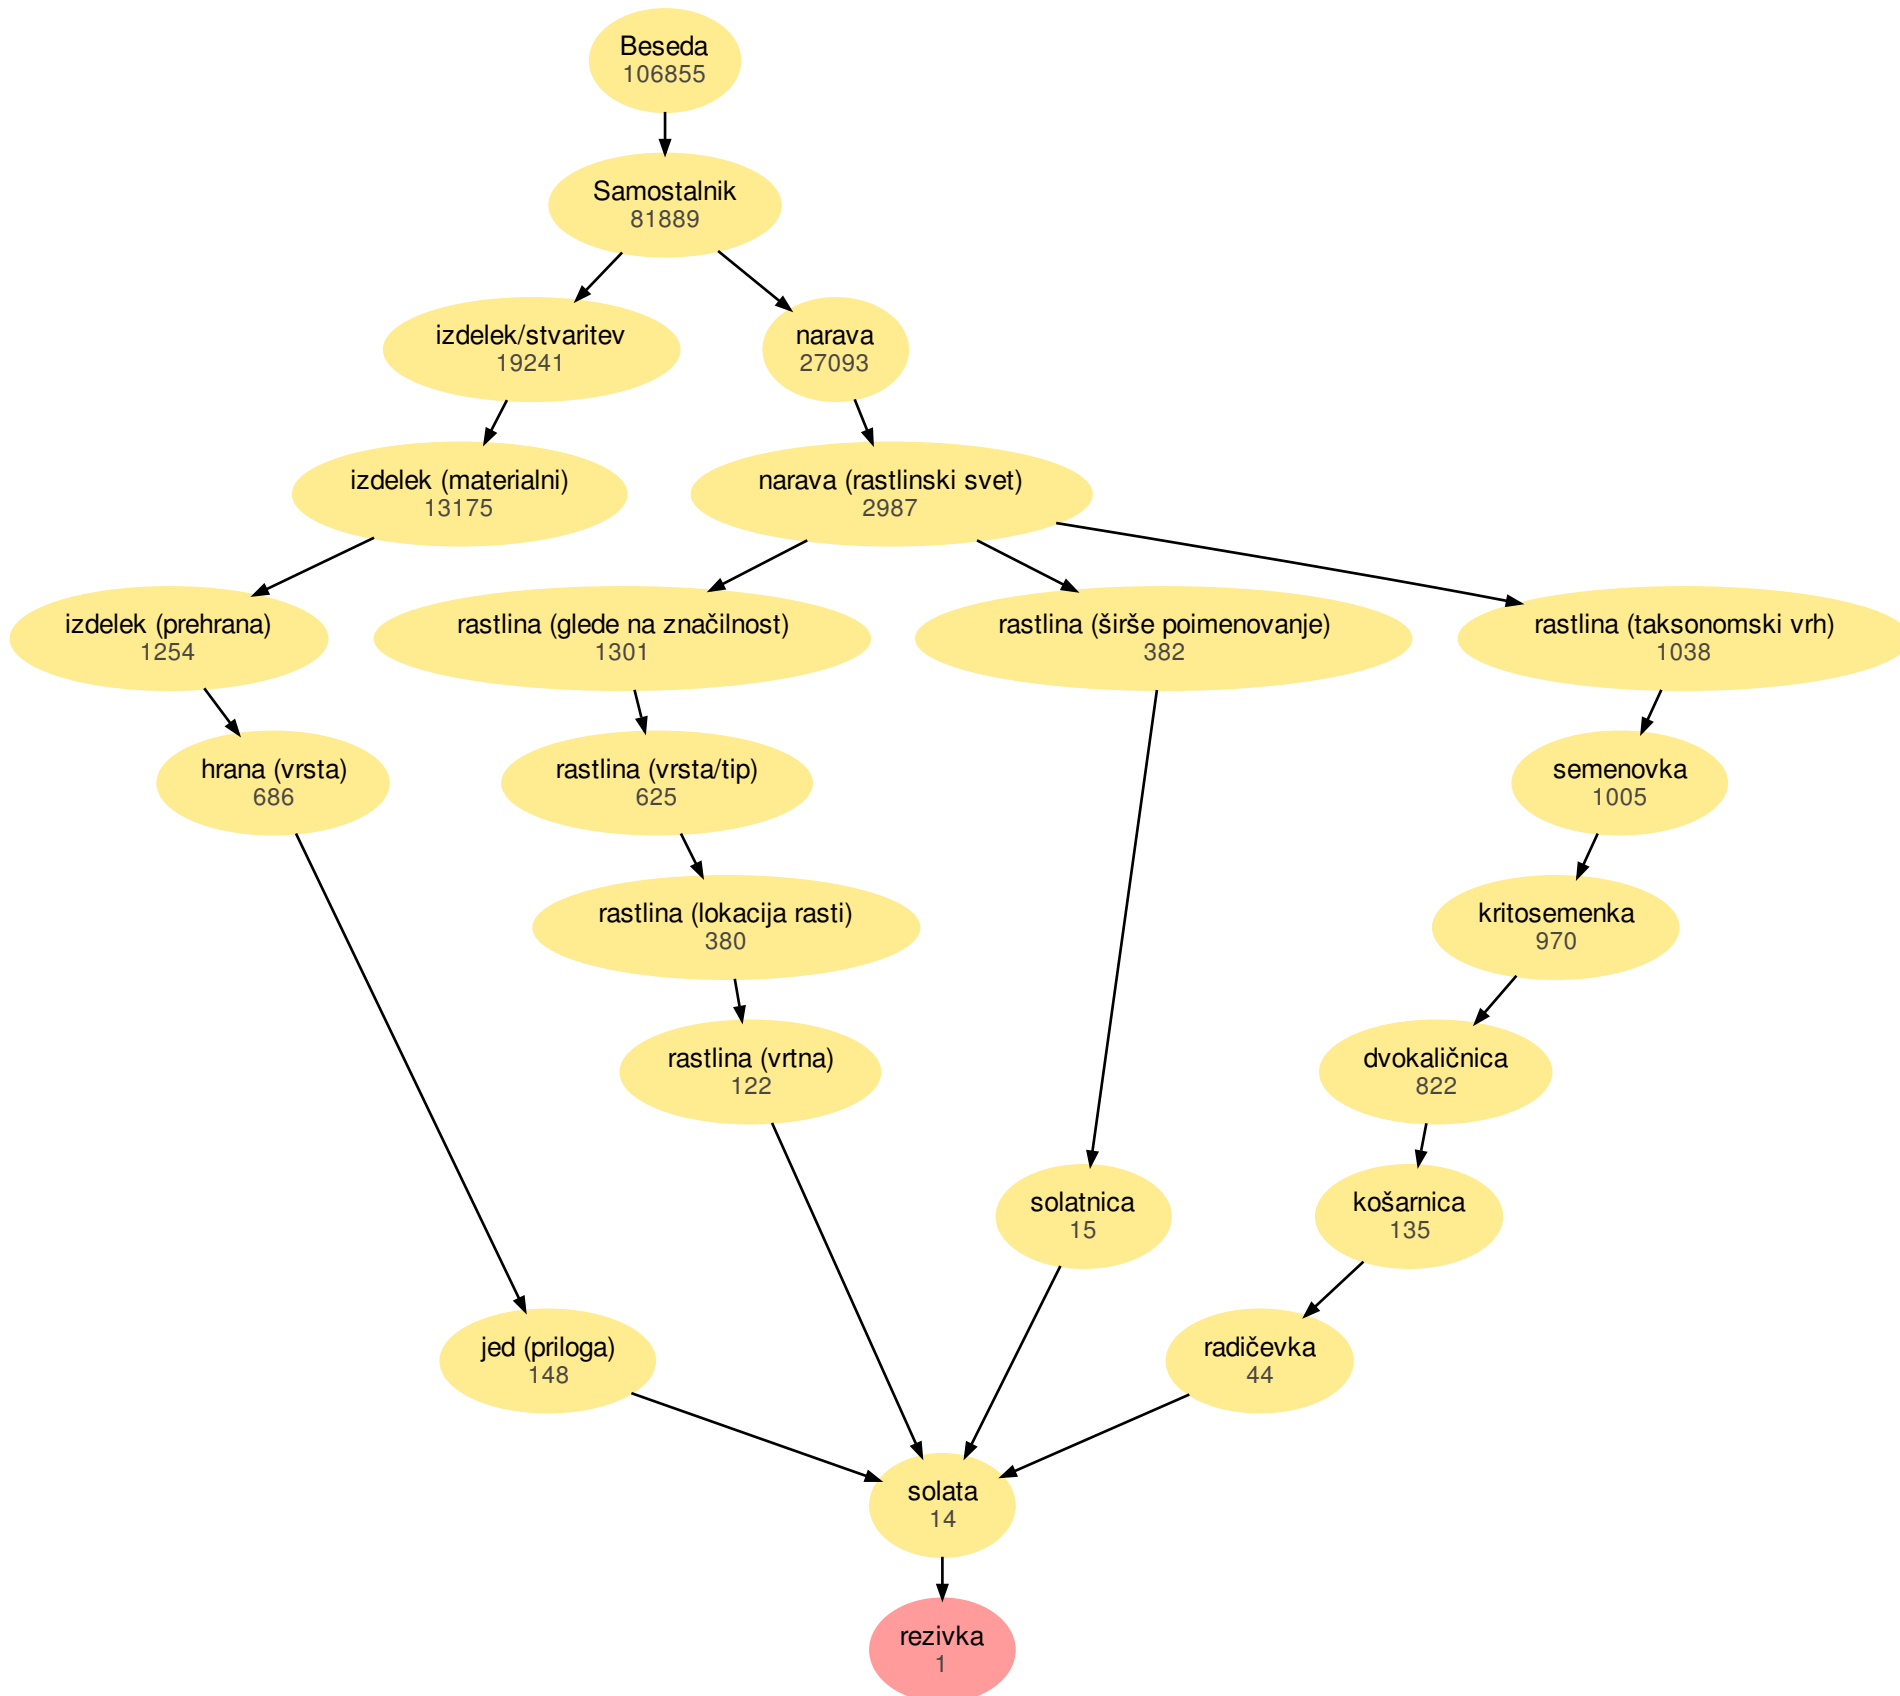 Beseda
106855
Samostalnik
81889
izdelek/stvaritev
19241
narava
27093
izdelek (materialni)
13175
narava (rastlinski svet)
2987
izdelek (prehrana)
1254
rastlina (glede na značilnost)
1301
rastlina (širše poimenovanje)
382
rastlina (taksonomski vrh)
1038
hrana (vrsta)
686
rastlina (vrsta/tip)
625
semenovka
1005
rastlina (lokacija rasti)
380
kritosemenka
970
rastlina (vrtna)
122
dvokaličnica
822
solatnica
15
košarnica
135
jed (priloga)
148
radičevka
44
solata
14
rezivka
1